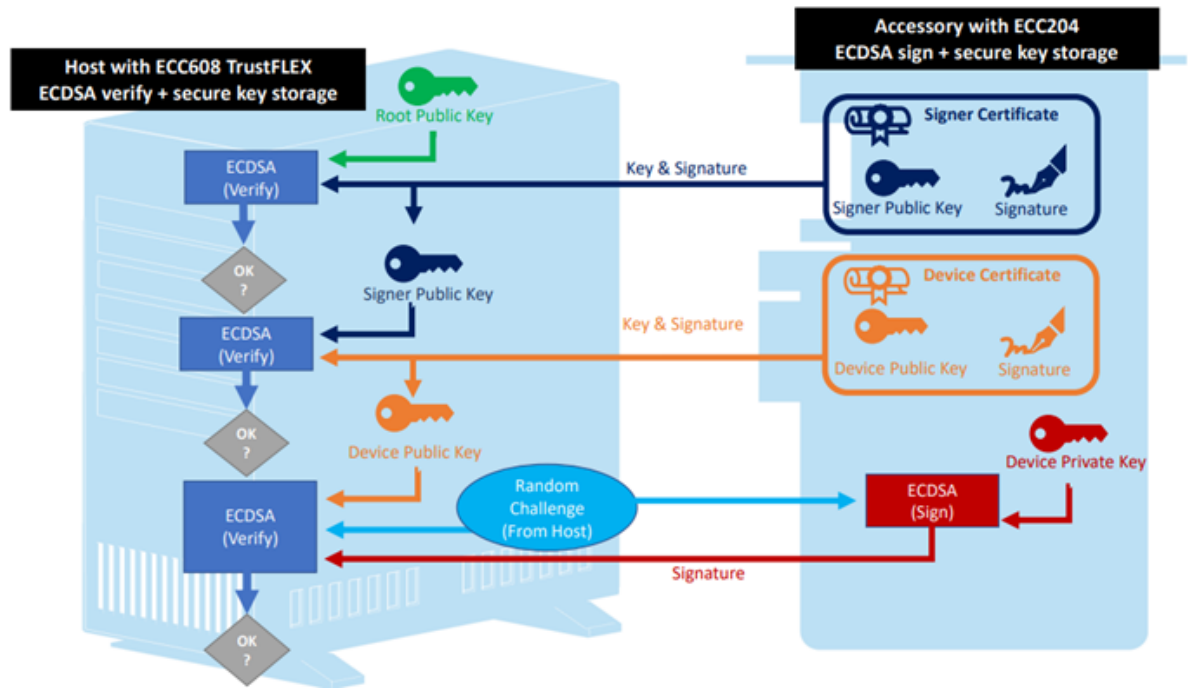 Host with ECC608 TrustFLEX
ECDSA verify + secure key storage
Accessory with ECC204
ECDSA sign + secure key storage
Root Public Key
ECDSA
(Verify)
Key & Signature
Signer Certificate
Signer Public Key
Signature
OK
?
Signer Public Key
ECDSA
(Verify)
Key & Signature
Device Certificate
Device Public Key
Signature
OK
?
Device Public Key
Device Private Key
ECDSA
(Verify)
Random
Challenge
(From Host)
ECDSA
(Sign)
Signature
OK
?